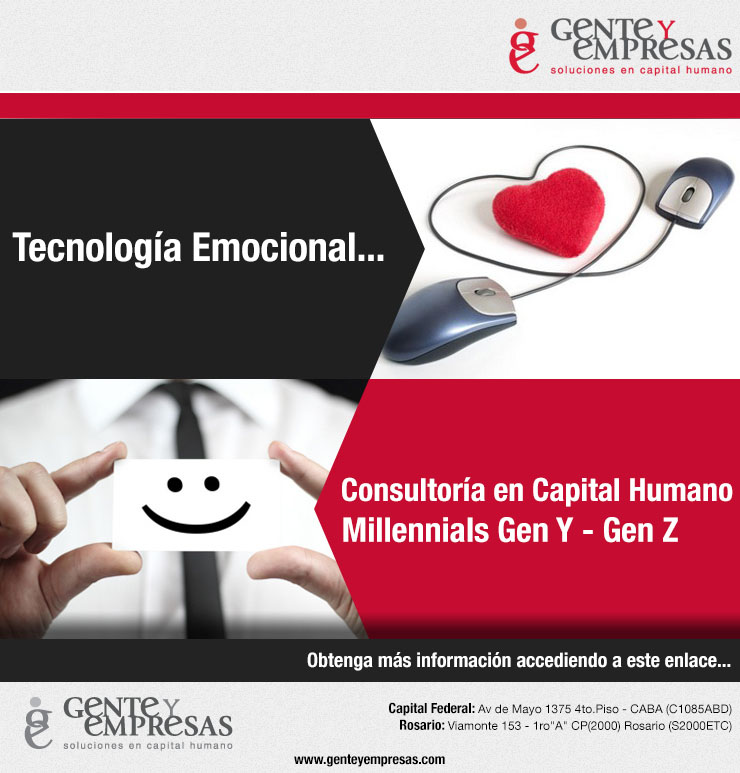 GENTE Y
EMPRESAS
soluciones en capital humano
Tecnología Emocional...
Consultoría en Capital Humano
Millennials Gen Y - Gen Z
Obtenga más información accediendo a este enlace...
GENTE Y
EMPRESAS
soluciones en capital humano
Capital Federal: Av de Mayo 1375 4to.Piso - CABA (C1085ABD)
Rosario: Viamonte 153 - 1ro"A" CP(2000) Rosario (S2000ETC)
www.genteyempresas.com